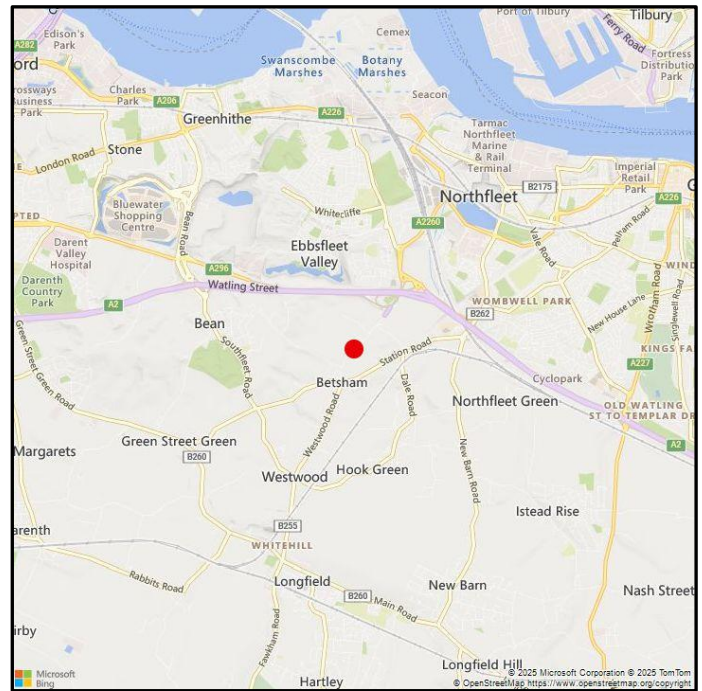 Edison's
Park
A282
ord
Swanscombe
Marshes
Botany
Marshes
Cemex
Port of Tilbury
Tilbury
Ferry Road
Fortress
Distributio
Park
rossways
Business
Park
Charles
Park
A206
Greenhithe
A226
Seacon
Tarmac
Northfleet
Marine
& Rail
Terminal
Stone
London Road
Imperial
Retail
Park
B2175
Northfleet
A226
G
Bluewater
Shopping
Centre
Bean Road
Whitecliffe
A2260
Pelham Road
PTED
Darent
Valley
Hospital
Ebbsfleet
Valley
Vale Road
WIND
A296
Watling Street
Darenth
Country
Park
A2
WOMBWELL PARK
B262
New House Lane
Wrotham Road
Singlewell Road
Bean
Southfleet Road
Station Road
KINGS FA
A227
Green Street Green Road
Betsham
Dale Road
Cyclopark
Northfleet Green
OLD WATLING
ST TO TEMPLAR DR
Westwood Road
Green Street Green
Margarets
B260
A2
New Barn Road
Westwood
Hook Green
Istead Rise
B255
arenth
WHITEHILL
Rabbits Road
Longfield
New Barn
Nash Street
B260
Main Road
irby
Fawkham Road
Longfield Hill
Hartley
Microsoft
Bing
© 2025 Microsoft Corporation © 2025 TomTom
© OpenStreetMap https://www.openstreetmap.org/copyright